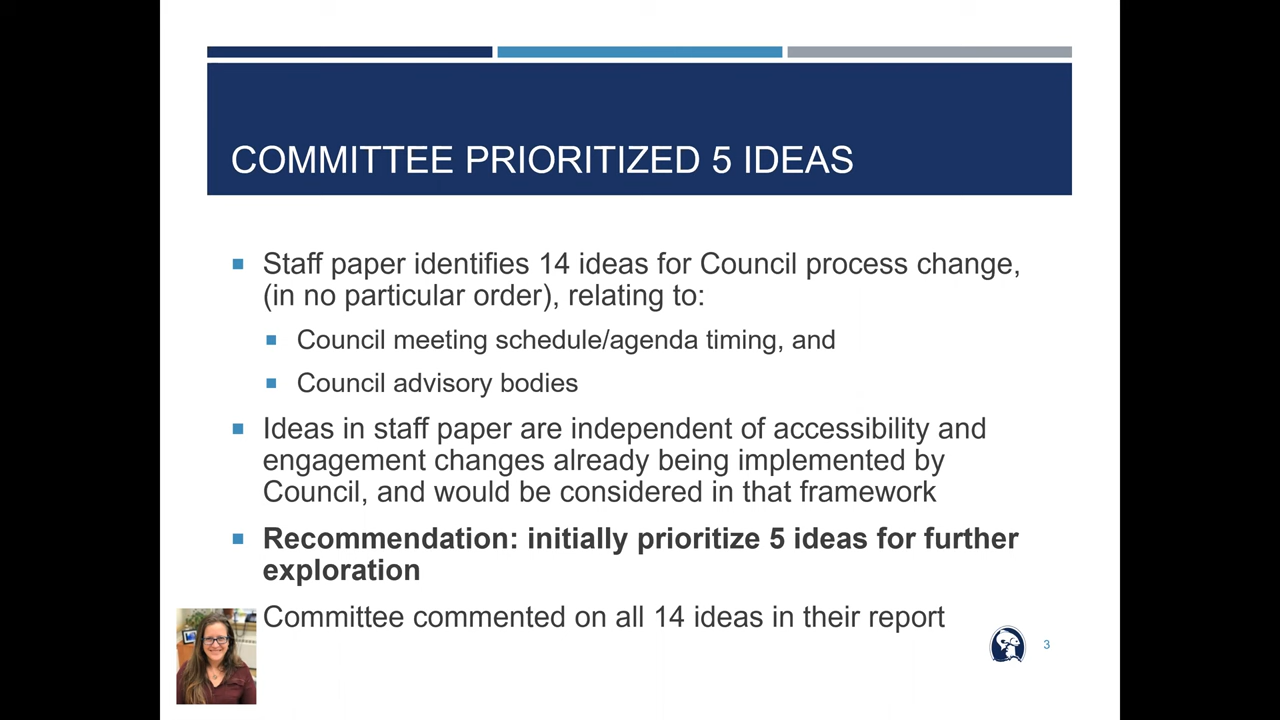 COMMITTEE PRIORITIZED 5 IDEAS
Staff paper identifies 14 ideas for Council process change,
(in no particular order), relating to:
Council meeting schedule/agenda timing, and
Council advisory bodies
Ideas in staff paper are independent of accessibility and
engagement changes already being implemented by
Council, and would be considered in that framework
Recommendation: initially prioritize 5 ideas for further
exploration
Committee commented on all 14 ideas in their report
3